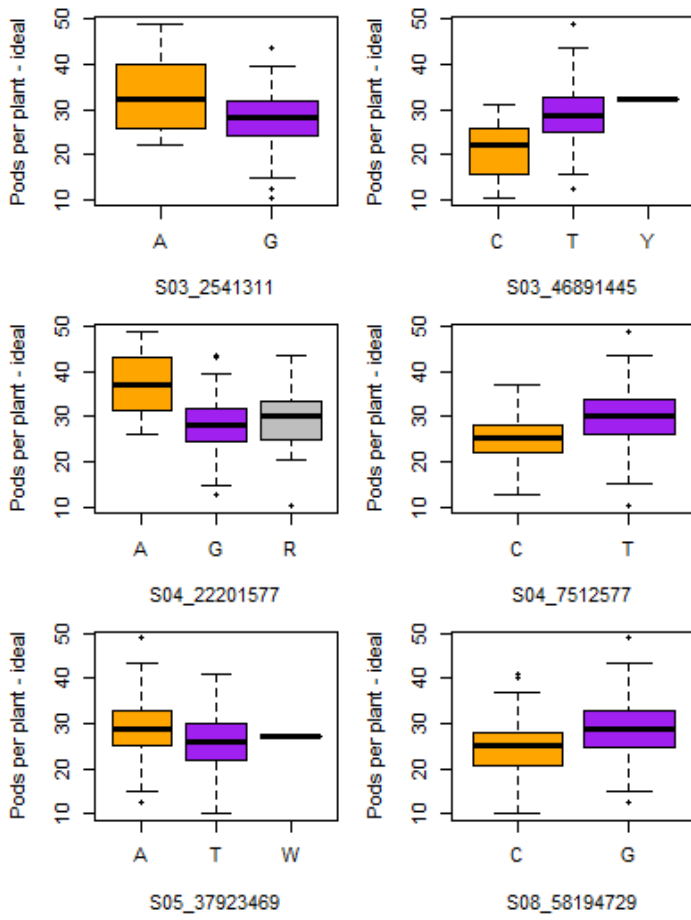 Pods per plant - ideal
50
40
30
20
10
A G
S03_2541311
Pods per plant - ideal
50
40
30
20
10
C T Y
S03_46891445
Pods per plant - ideal
50
40
30
20
10
A G R
S04_22201577
Pods per plant - ideal
50
40
30
20
10
C T
S04_7512577
Pods per plant - ideal
50
40
30
20
10
A T W
S05_37923469
Pods per plant - ideal
50
40
30
20
10
C G
S08_58194729